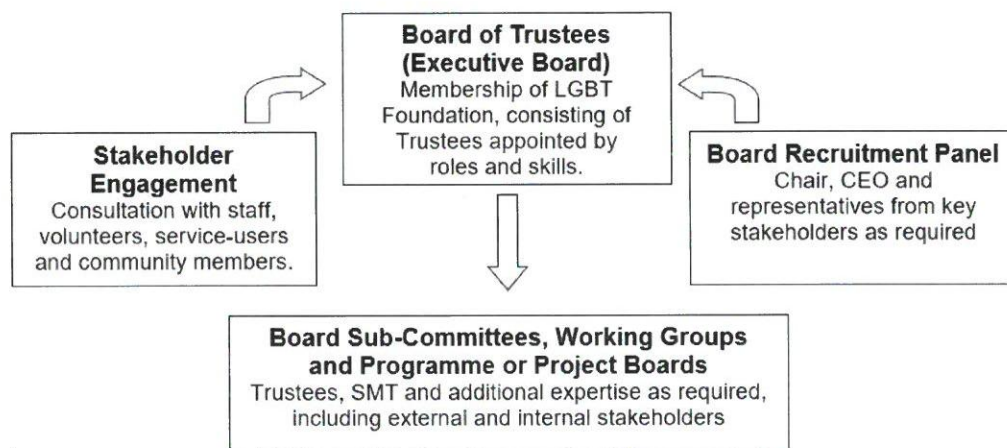 Board of Trustees
(Executive Board)
Membership of LGBT
Foundation, consisting of
Trustees appointed by
roles and skills.
Stakeholder
Engagement
Consultation with staff,
volunteers, service-users
and community members.
Board Recruitment Panel
Chair, CEO and
representatives from key
stakeholders as required
Board Sub-Committees, Working Groups
and Programme or Project Boards
Trustees, SMT and additional expertise as required,
including external and internal stakeholders